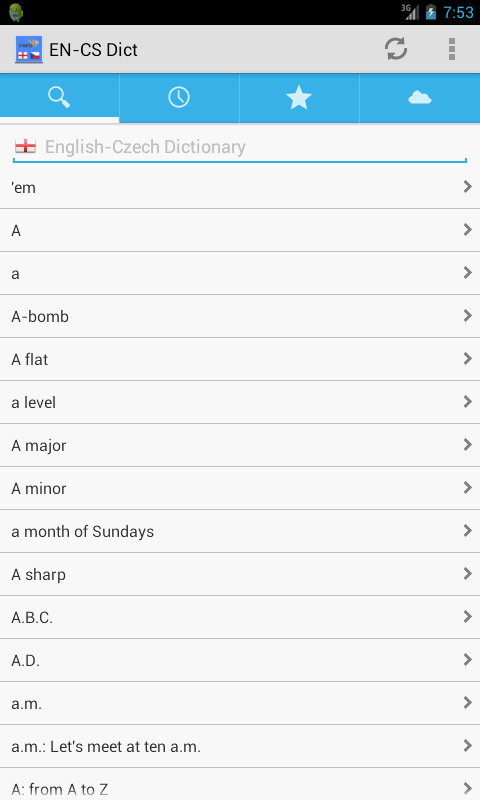 3G 7:53
EN-CS Dict
English-Czech Dictionary
'em
A
a
A-bomb
A flat
a level
A major
A minor
a month of Sundays
A sharp
A.B.C.
A.D.
a.m.
a.m.: Let's meet at ten a.m.
A: from A to Z